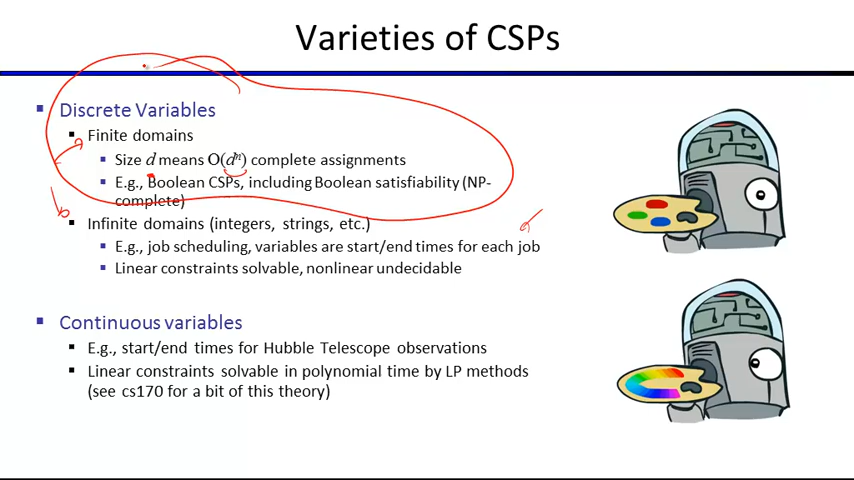 Varieties of CSPs
▪ Discrete Variables
▪ Finite domains
▪ Size d means O(dⁿ) complete assignments
▪ E.g., Boolean CSPs, including Boolean satisfiability (NP-
complete)
▪ Infinite domains (integers, strings, etc.)
▪ E.g., job scheduling, variables are start/end times for each job
▪ Linear constraints solvable, nonlinear undecidable
▪ Continuous variables
▪ E.g., start/end times for Hubble Telescope observations
▪ Linear constraints solvable in polynomial time by LP methods
(see cs170 for a bit of this theory)